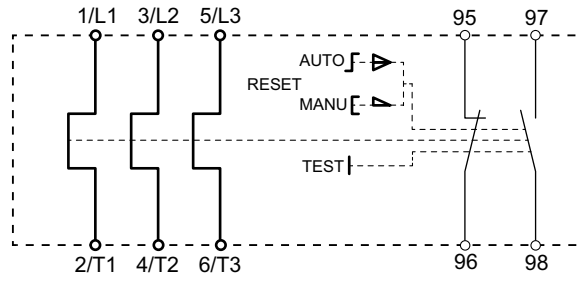 1/L1 3/L2 5/L3 95 97
AUTO
RESET
MANU
TEST
2/T1 4/T2 6/T3 96 98